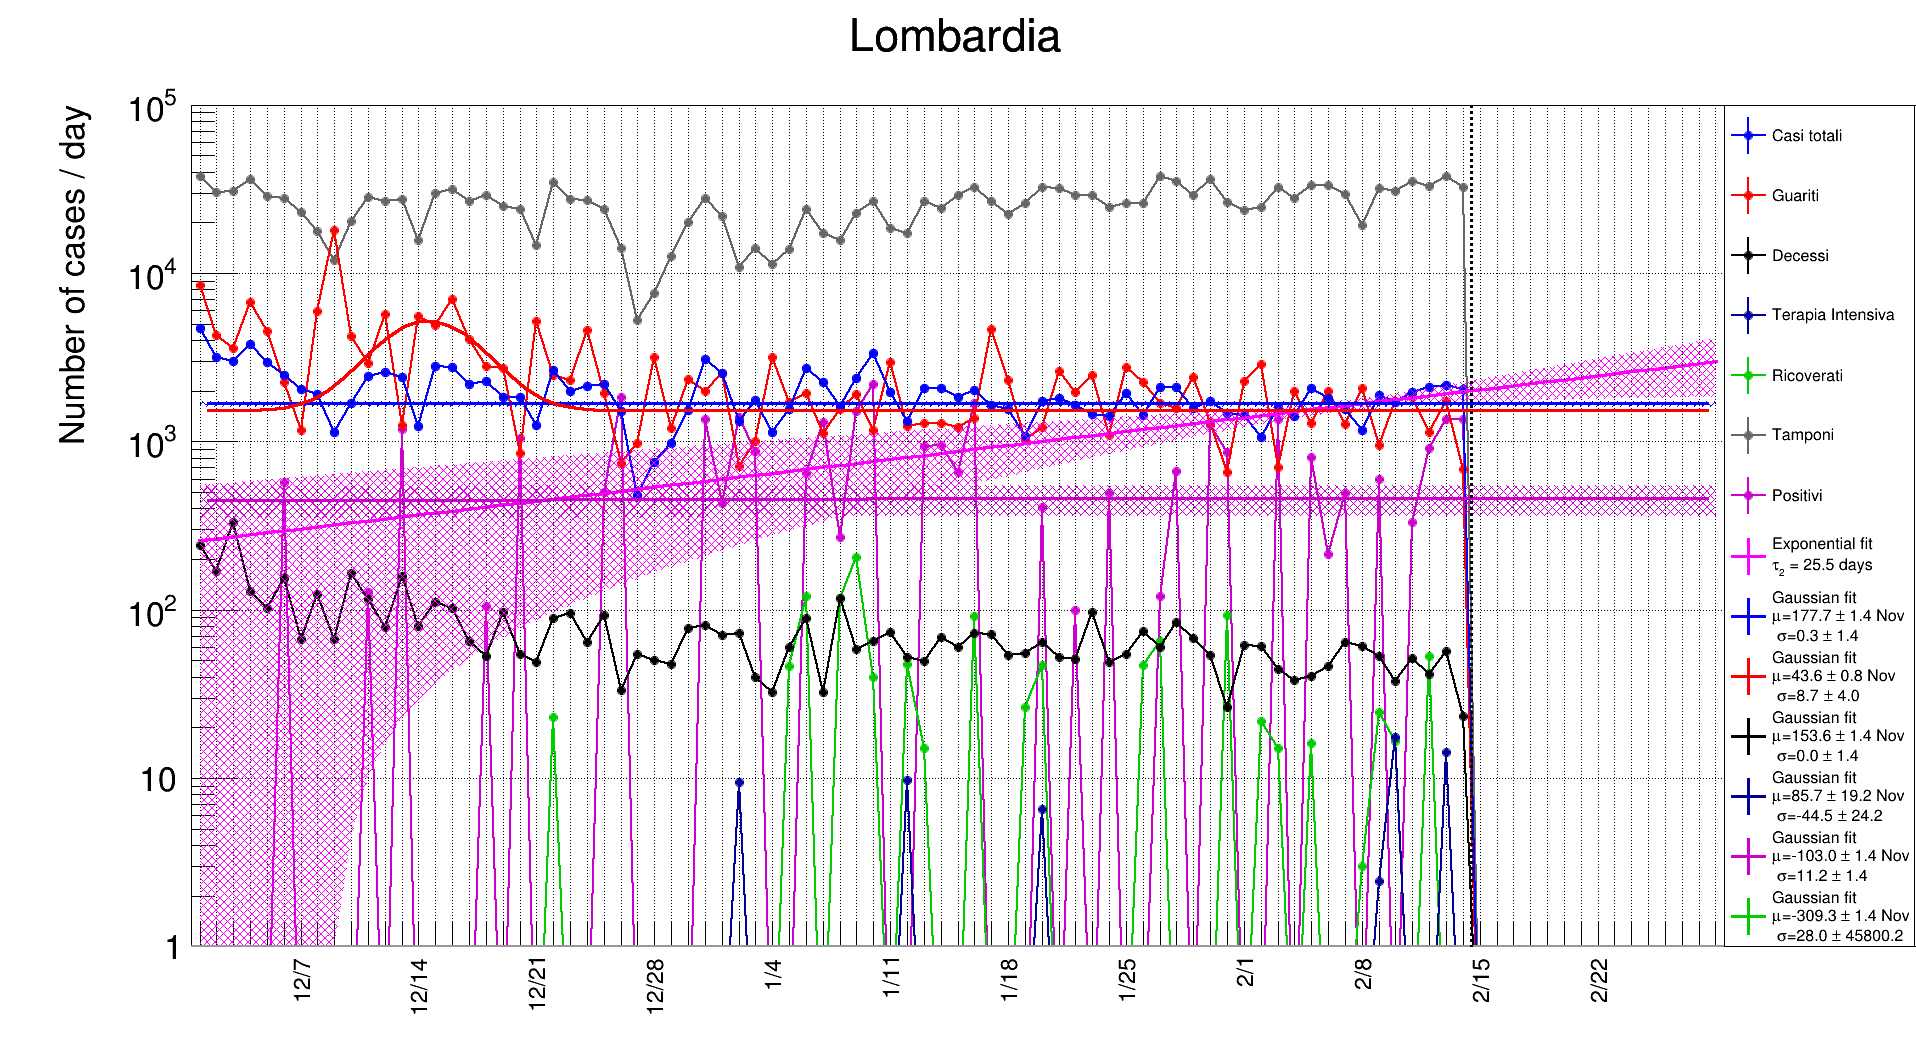 Lombardia
Number of cases / day
10^5
10^4
10^3
10^2
10
1
12/7
12/14
12/21
12/28
1/4
1/11
1/18
1/25
2/1
2/8
2/15
2/22
Casi totali
Guariti
Decessi
Terapia Intensiva
Ricoverati
Tamponi
Positivi
Exponential fit
τ₂ = 25.5 days
Gaussian fit
μ=177.7 ± 1.4 Nov
σ=0.3 ± 1.4
Gaussian fit
μ=43.6 ± 0.8 Nov
σ=8.7 ± 4.0
Gaussian fit
μ=153.6 ± 1.4 Nov
σ=0.0 ± 1.4
Gaussian fit
μ=85.7 ± 19.2 Nov
σ=-44.5 ± 24.2
Gaussian fit
μ=-103.0 ± 1.4 Nov
σ=11.2 ± 1.4
Gaussian fit
μ=-309.3 ± 1.4 Nov
σ=28.0 ± 45800.2